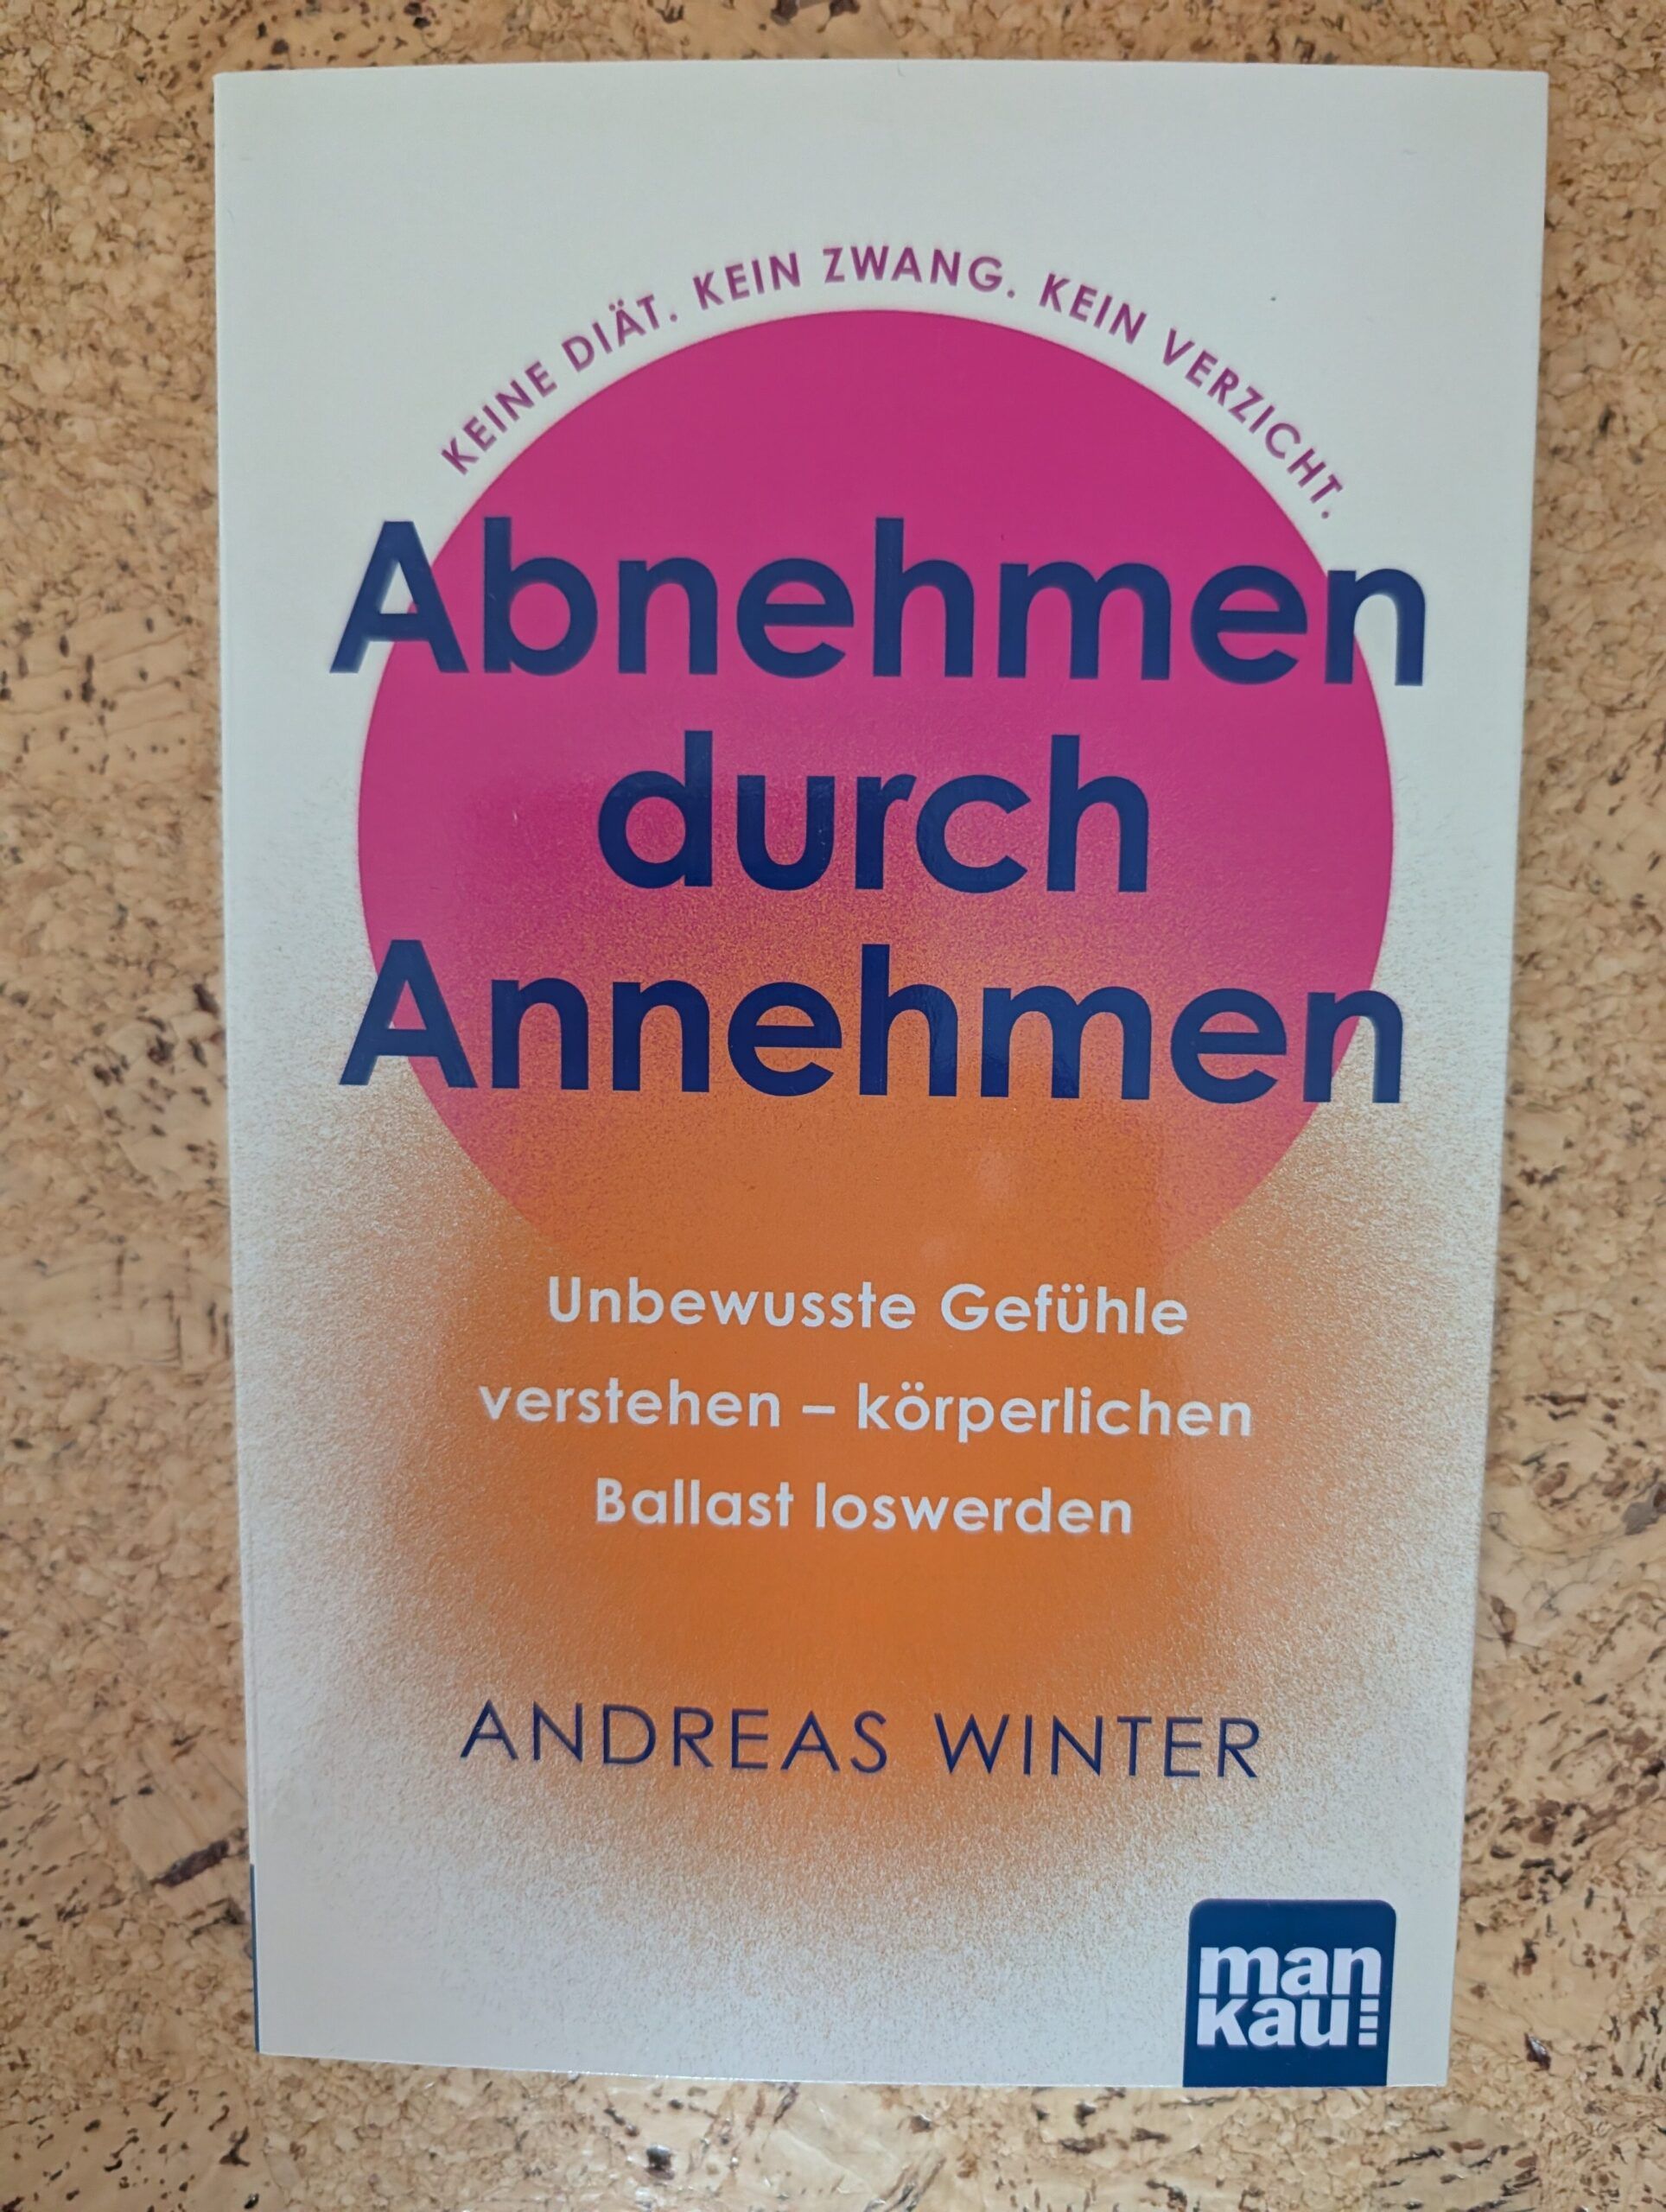 KEINE DIÄT. KEIN ZWANG. KEIN VERZICHT.
Abnehmen
durch
Annehmen
Unbewusste Gefühle
verstehen – körperlichen
Ballast loswerden
ANDREAS WINTER
man
kau